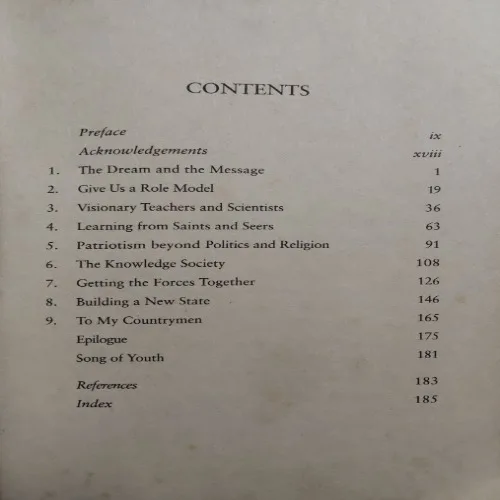 CONTENTS
Preface ix
Acknowledgements xviii
1. The Dream and the Message 1
2. Give Us a Role Model 19
3. Visionary Teachers and Scientists 36
4. Learning from Saints and Seers 63
5. Patriotism beyond Politics and Religion 91
6. The Knowledge Society 108
7. Getting the Forces Together 126
8. Building a New State 146
9. To My Countrymen 165
Epilogue 175
Song of Youth 181
References 183
Index 185